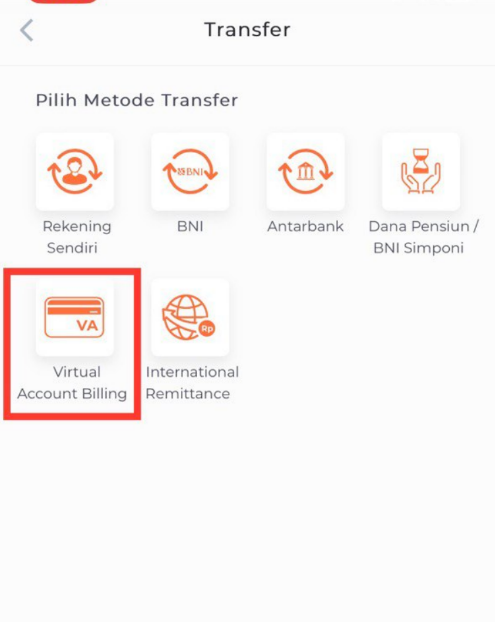 Transfer
Pilih Metode Transfer
BNI
Rekening
Sendiri
BNI
Antarbank
Dana Pensiun /
BNI Simponi
VA
Rp
Virtual
Account Billing
International
Remittance